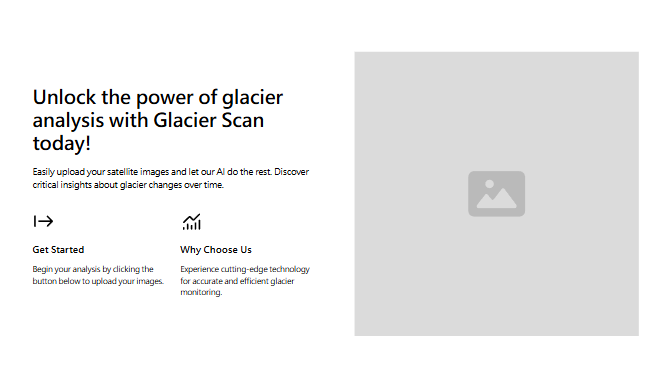 Unlock the power of glacier
analysis with Glacier Scan
today!
Easily upload your satellite images and let our AI do the rest. Discover
critical insights about glacier changes over time.
Get Started
Begin your analysis by clicking the
button below to upload your images.
Why Choose Us
Experience cutting-edge technology
for accurate and efficient glacier
monitoring.